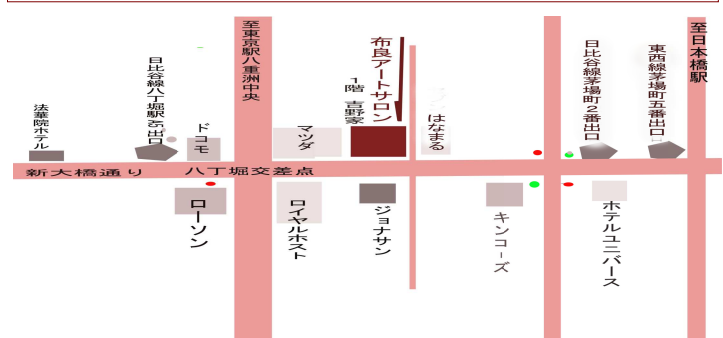 至東京駅八重洲中央
至日本橋駅
布良アートサロン
1階 吉野家
日比谷線八丁堀駅A5出口
法華院ホテル
ドコモ
マツダ
はなまる
日比谷線茅場町2番出口
東西線茅場町五番出口
新大橋通り
八丁堀交差点
ローソン
ロイヤルホスト
ジョナサン
キンコーズ
ホテルユニバース